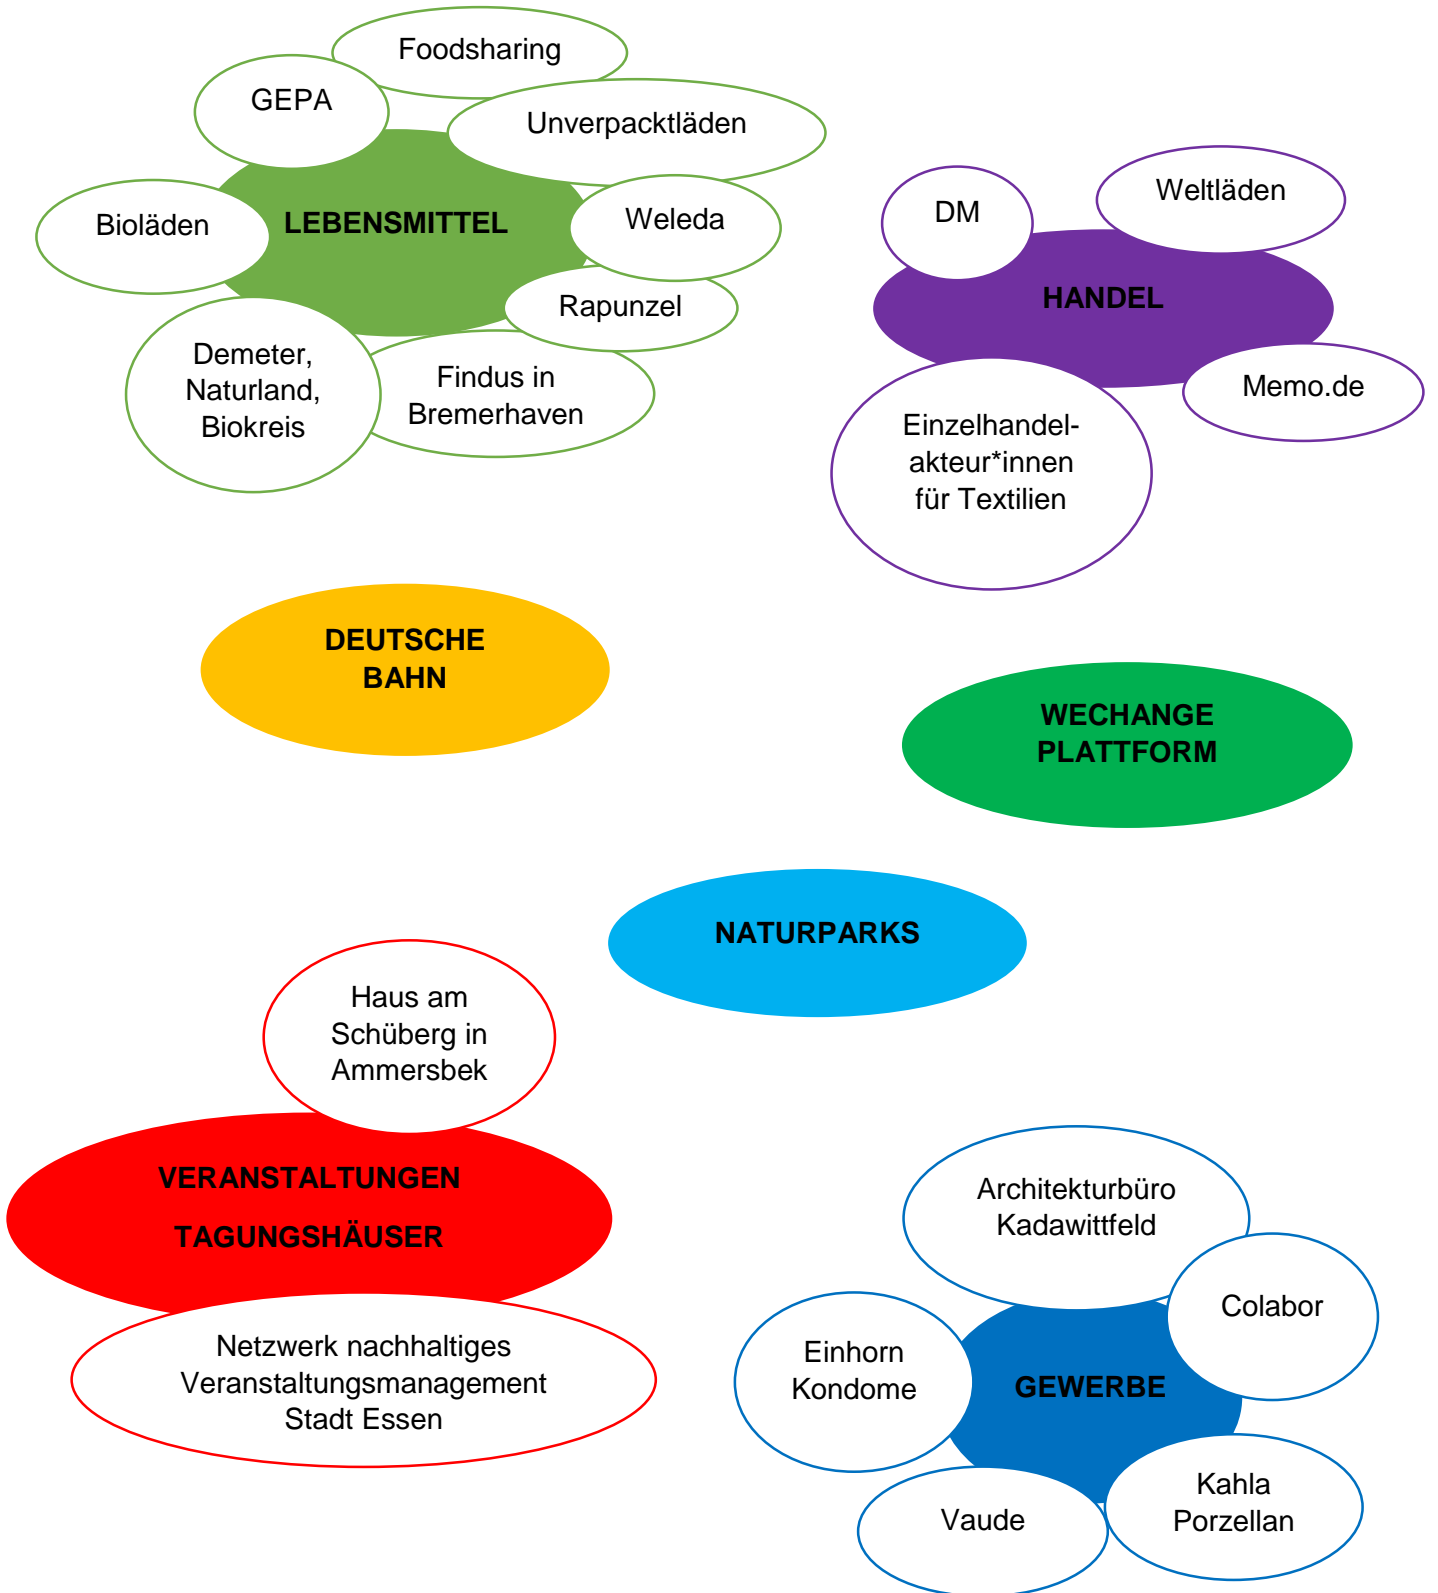 Foodsharing
GEPA
Unverpacktläden
Bioläden
LEBENSMITTEL
Weleda
Rapunzel
Demeter,
Naturland,
Biokreis
Findus in
Bremerhaven
DM
Weltläden
HANDEL
Memo.de
Einzelhandel-
akteur*innen
für Textilien
DEUTSCHE
BAHN
WECHANGE
PLATTFORM
NATURPARKS
Haus am
Schüberg in
Ammersbek
VERANSTALTUNGEN
TAGUNGSHÄUSER
Netzwerk nachhaltiges
Veranstaltungsmanagement
Stadt Essen
Architekturbüro
Kadawittfeld
Colabor
Einhorn
Kondome
GEWERBE
Vaude
Kahla
Porzellan